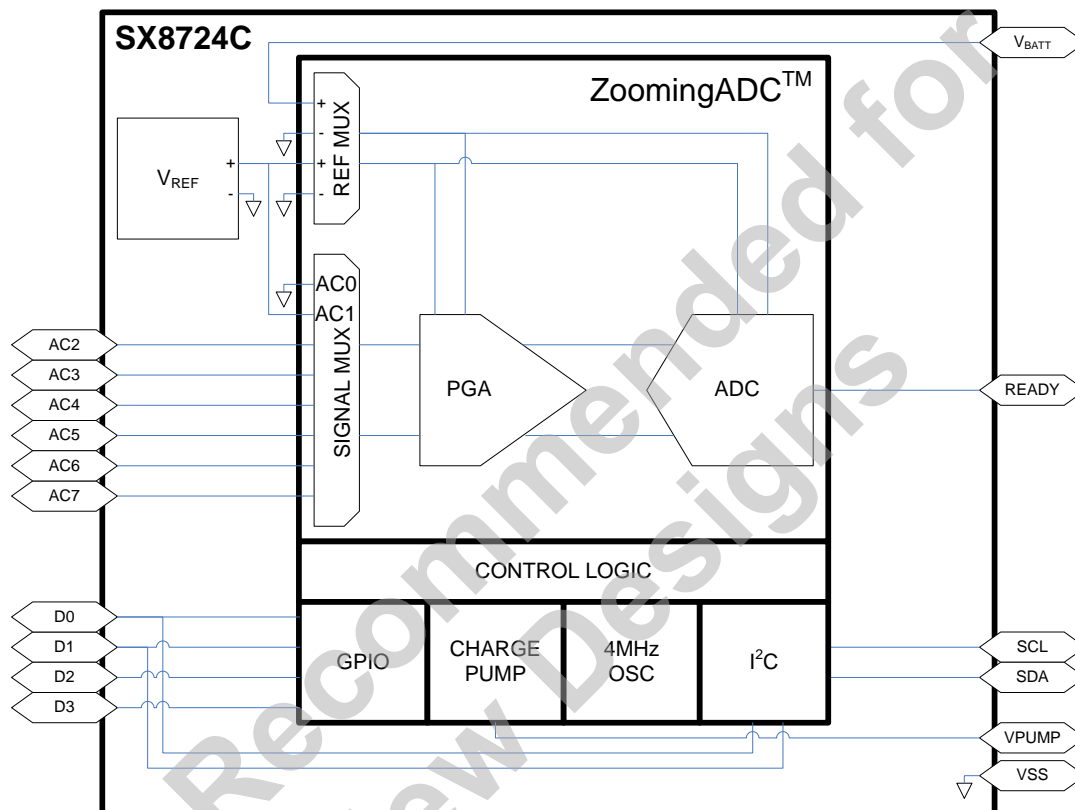 SX8724C
VBATT
ZoomingADC™
REF MUX
+
-
+
-
VREF
+
-
SIGNAL MUX
AC0
AC1
AC2
AC3
AC4
AC5
AC6
AC7
PGA
ADC
READY
CONTROL LOGIC
D0
D1
D2
D3
GPIO
CHARGE
PUMP
4MHz
OSC
I²C
SCL
SDA
VPUMP
VSS
Recommended for
Designs